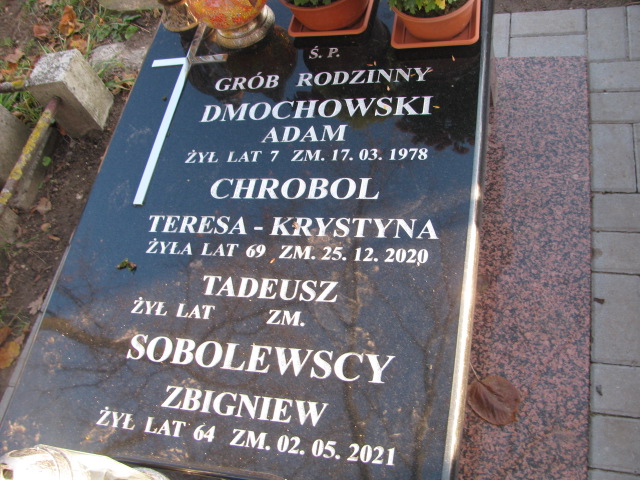 Ś. P.
GRÓB RODZINNY
DMOCHOWSKI
ADAM
ŻYŁ LAT 7 ZM. 17. 03. 1978
CHROBOL
TERESA - KRYSTYNA
ŻYŁA LAT 69 ZM. 25. 12. 2020
TADEUSZ
ŻYŁ LAT ZM.
SOBOLEWSCY
ZBIGNIEW
ŻYŁ LAT 64 ZM. 02. 05. 2021